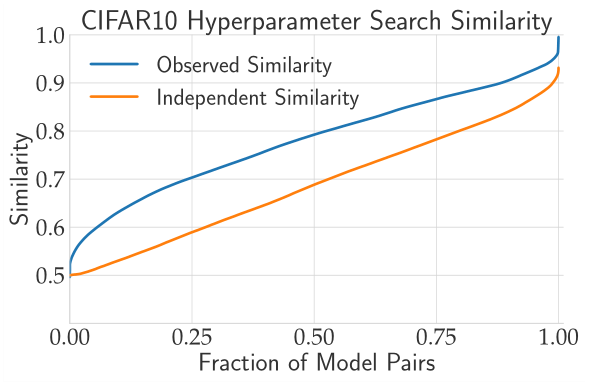 CIFAR10 Hyperparameter Search Similarity
Observed Similarity
Independent Similarity
Similarity
1.0
0.9
0.8
0.7
0.6
0.5
0.00 0.25 0.50 0.75 1.00
Fraction of Model Pairs